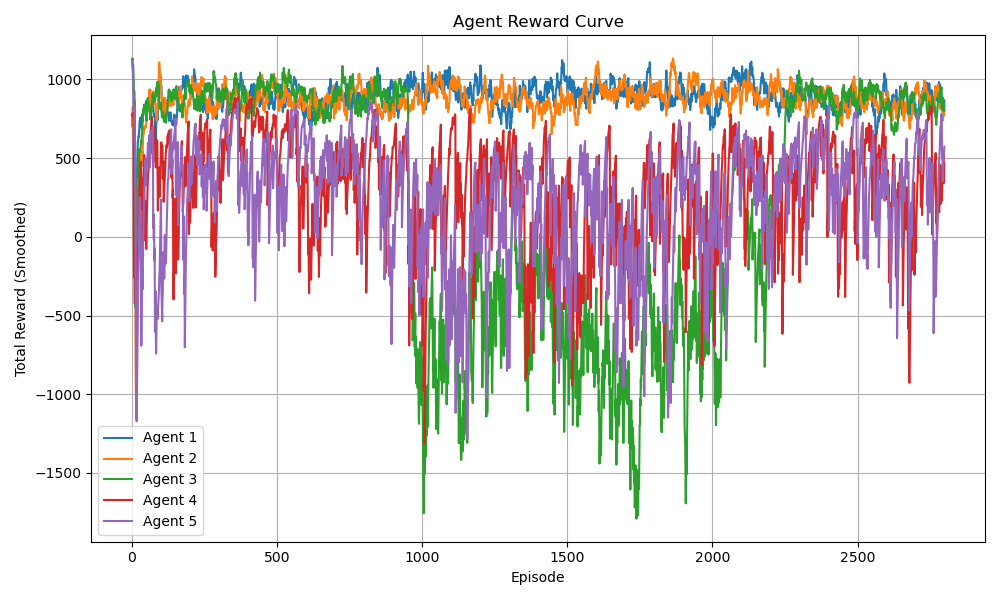 Agent Reward Curve
Total Reward (Smoothed)
1000
500
0
−500
−1000
−1500
Agent 1
Agent 2
Agent 3
Agent 4
Agent 5
0 500 1000 1500 2000 2500
Episode